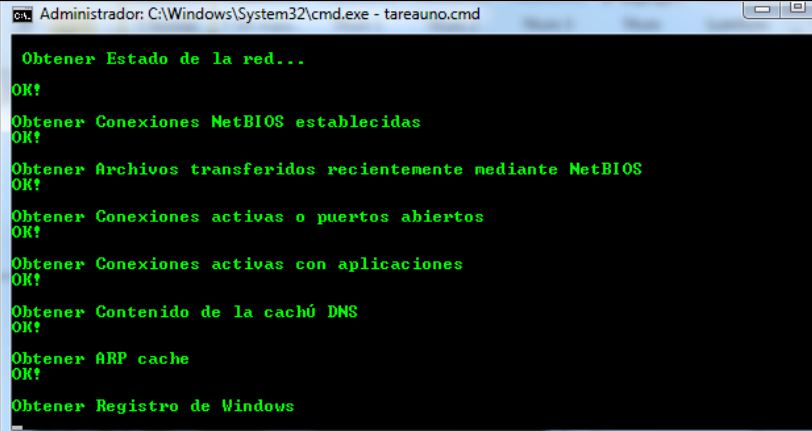 Administrador: C:\Windows\System32\cmd.exe - tareauno.cmd
Obtener Estado de la red...
OK!
Obtener Conexiones NetBIOS establecidas
OK!
Obtener Archivos transferidos recientemente mediante NetBIOS
OK!
Obtener Conexiones activas o puertos abiertos
OK!
Obtener Conexiones activas con aplicaciones
OK!
Obtener Contenido de la cachÚ DNS
OK!
Obtener ARP cache
OK!
Obtener Registro de Windows